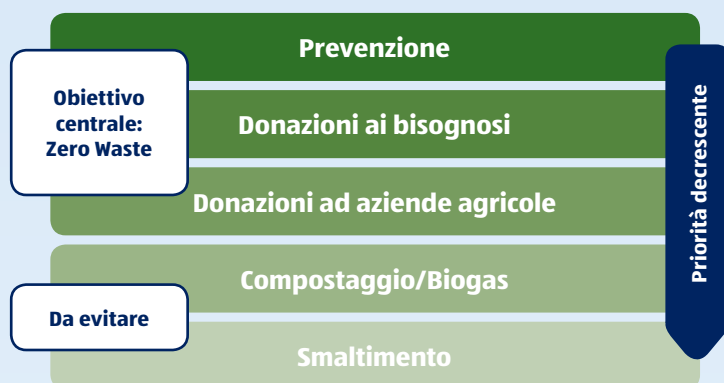 Prevenzione
Obiettivo
centrale:
Zero Waste
Donazioni ai bisognosi
Donazioni ad aziende agricole
Compostaggio/Biogas
Da evitare
Smaltimento
Priorità decrescente